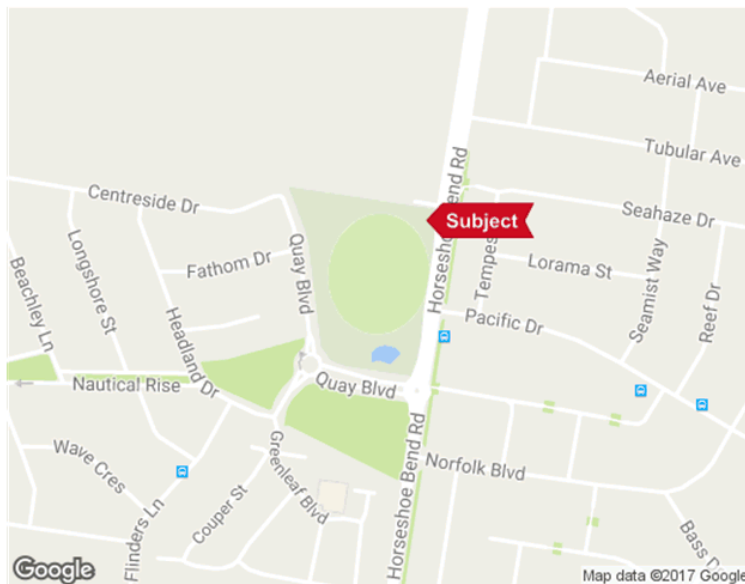 Aerial Ave
Tubular Ave
Centreside Dr
Subject
Seahaze Dr
Horseshoe Bend Rd
Longshore St
Quay Blvd
Fathom Dr
Tempes
Lorama St
Seamist Way
Beachley Ln
Headland Dr
Pacific Dr
Reef Dr
Nautical Rise
Quay Blvd
Wave Cres
Greenleaf Blvd
Horseshoe Bend Rd
Norfolk Blvd
Flinders Ln
Couper St
Bass D
Google
Map data ©2017 Google